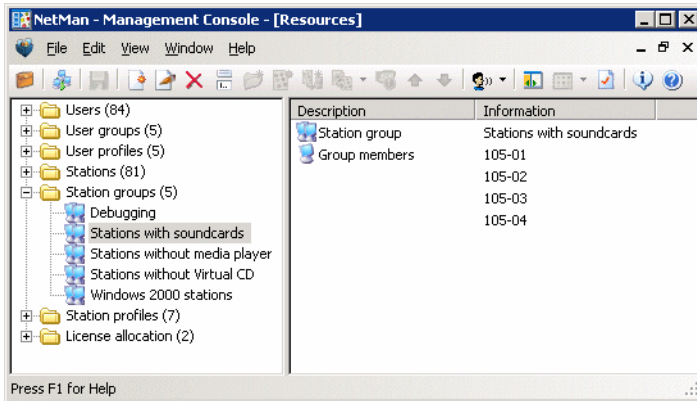 NetMan - Management Console - [Resources]
File Edit View Window Help
Users (84)
User groups (5)
User profiles (5)
Stations (81)
Station groups (5)
Debugging
Stations with soundcards
Stations without media player
Stations without Virtual CD
Windows 2000 stations
Station profiles (7)
License allocation (2)
Description Information
Station group Stations with soundcards
Group members 105-01
105-02
105-03
105-04
Press F1 for Help